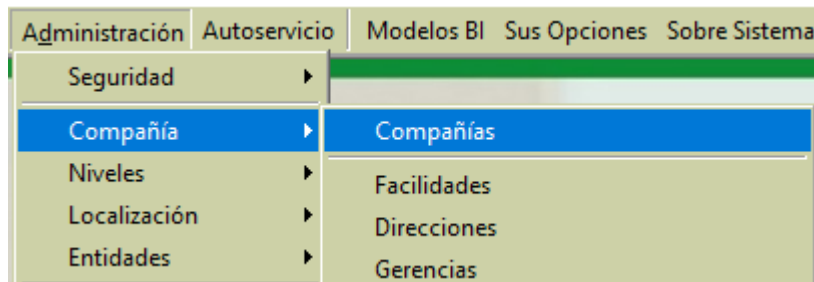 Administración Autoservicio Modelos BI Sus Opciones Sobre Sistema
Seguridad
Compañía Compañías
Niveles Facilidades
Localización Direcciones
Entidades Gerencias